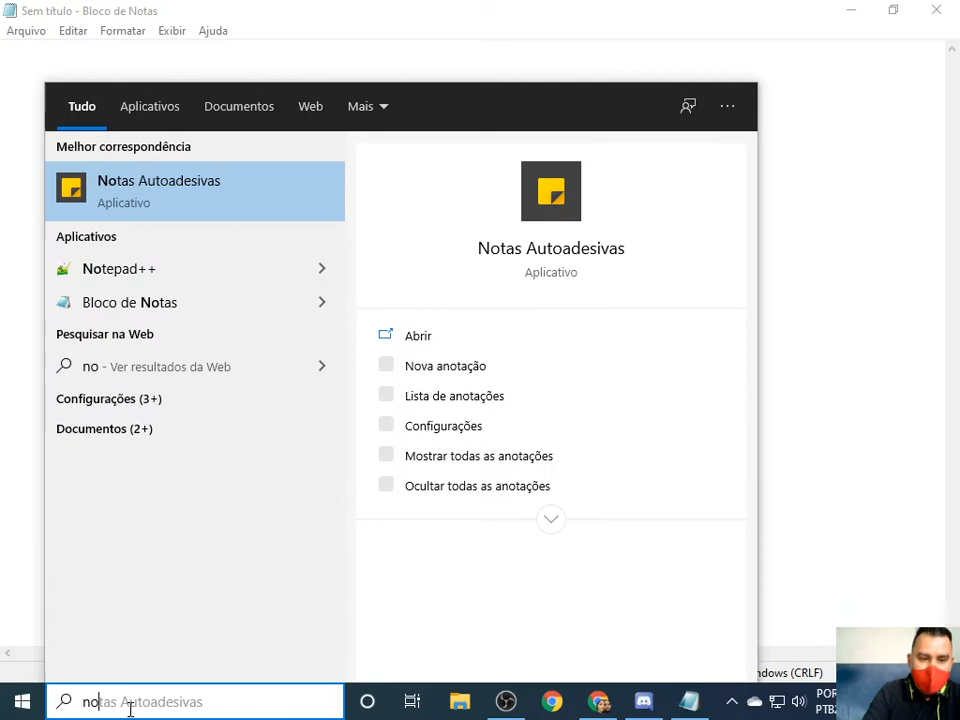 Sem título - Bloco de Notas
Arquivo Editar Formatar Exibir Ajuda
Tudo Aplicativos Documentos Web Mais
Melhor correspondência
Notas Autoadesivas
Aplicativo
Aplicativos
Notepad++
Bloco de Notas
Pesquisar na Web
no - Ver resultados da Web
Configurações (3+)
Documentos (2+)
Notas Autoadesivas
Aplicativo
Abrir
Nova anotação
Lista de anotações
Configurações
Mostrar todas as anotações
Ocultar todas as anotações
ndows (CRLF)
notas Autoadesivas
POR
PTB2